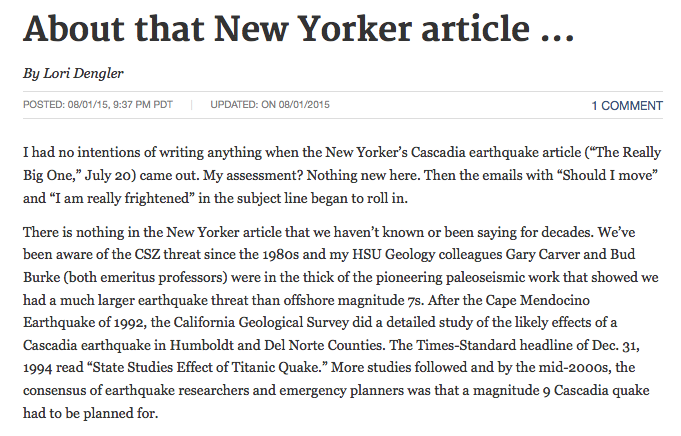 About that New Yorker article ...
By Lori Dengler
POSTED: 08/01/15, 9:37 PM PDT | UPDATED: ON 08/01/2015 1 COMMENT
I had no intentions of writing anything when the New Yorker’s Cascadia earthquake article (“The Really
Big One,” July 20) came out. My assessment? Nothing new here. Then the emails with “Should I move”
and “I am really frightened” in the subject line began to roll in.
There is nothing in the New Yorker article that we haven’t known or been saying for decades. We’ve
been aware of the CSZ threat since the 1980s and my HSU Geology colleagues Gary Carver and Bud
Burke (both emeritus professors) were in the thick of the pioneering paleoseismic work that showed we
had a much larger earthquake threat than offshore magnitude 7s. After the Cape Mendocino
Earthquake of 1992, the California Geological Survey did a detailed study of the likely effects of a
Cascadia earthquake in Humboldt and Del Norte Counties. The Times-Standard headline of Dec. 31,
1994 read “State Studies Effect of Titanic Quake.” More studies followed and by the mid-2000s, the
consensus of earthquake researchers and emergency planners was that a magnitude 9 Cascadia quake
had to be planned for.